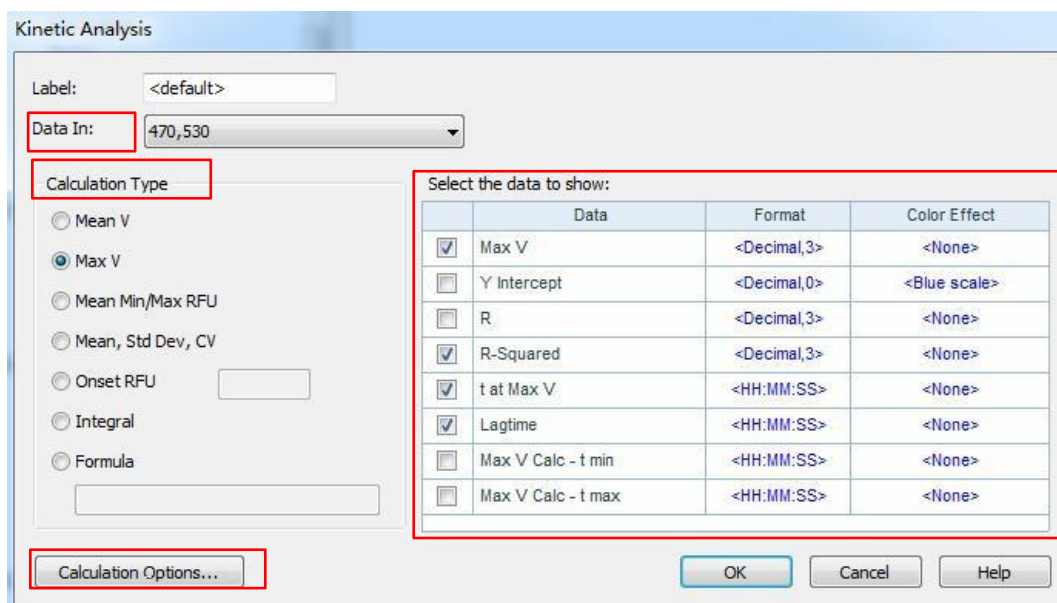 Kinetic Analysis
Label: <default>
Data In: 470,530
Calculation Type
Mean V
Max V
Mean Min/Max RFU
Mean, Std Dev, CV
Onset RFU
Integral
Formula
Select the data to show:
Data Format Color Effect
Max V <Decimal,3> <None>
Y Intercept <Decimal,0> <Blue scale>
R <Decimal,3> <None>
R-Squared <Decimal,3> <None>
t at Max V <HH:MM:SS> <None>
Lagtime <HH:MM:SS> <None>
Max V Calc - t min <HH:MM:SS> <None>
Max V Calc - t max <HH:MM:SS> <None>
Calculation Options... OK Cancel Help